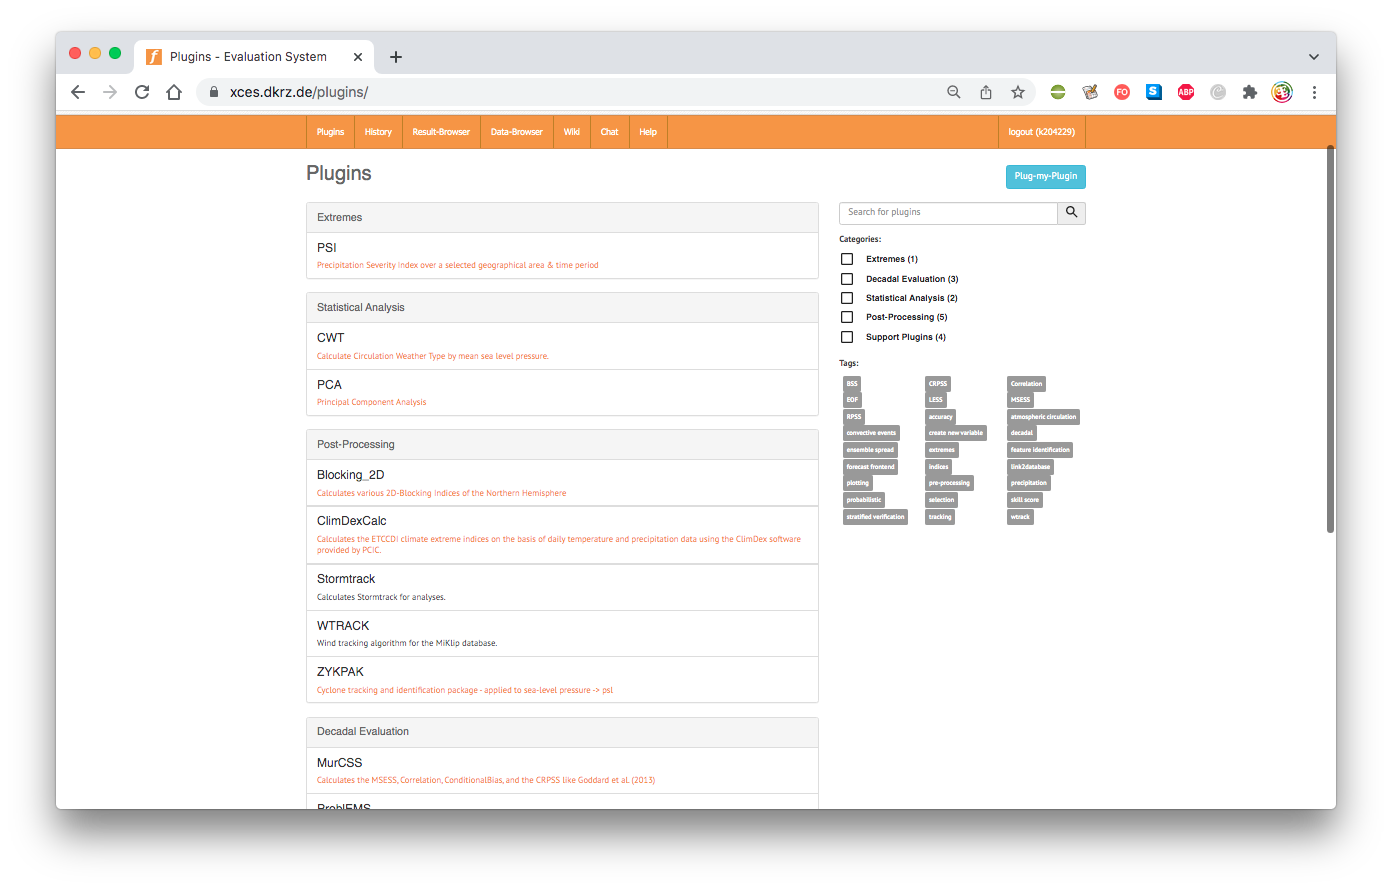 Plugins - Evaluation System
xces.dkrz.de/plugins/
FO
S
ABP
Plugins
History
Result-Browser
Data-Browser
Wiki
Chat
Help
logout (k204229)
Plugins
Plug-my-Plugin
Extremes
PSI
Precipitation Severity Index over a selected geographical area & time period
Statistical Analysis
CWT
Calculate Circulation Weather Type by mean sea level pressure.
PCA
Principal Component Analysis
Post-Processing
Blocking_2D
Calculates various 2D-Blocking Indices of the Northern Hemisphere
ClimDexCalc
Calculates the ETCCDI climate extreme indices on the basis of daily temperature and precipitation data using the ClimDex software
provided by PCIC.
Stormtrack
Calculates Stormtrack for analyses.
WTRACK
Wind tracking algorithm for the MiKlip database.
ZYKPAK
Cyclone tracking and identification package - applied to sea-level pressure -> psl
Decadal Evaluation
MurCSS
Calculates the MSESS, Correlation, ConditionalBias, and the CRPSS like Goddard et al. (2013)
ProblEMS
Search for plugins
Categories:
Extremes (1)
Decadal Evaluation (3)
Statistical Analysis (2)
Post-Processing (5)
Support Plugins (4)
Tags:
BSS CRPSS Correlation
EOF LESS MSESS
RPSS accuracy atmospheric circulation
convective events create new variable decadal
ensemble spread extremes feature identification
forecast frontend indices link2database
plotting pre-processing precipitation
probabilistic selection skill score
stratified verification tracking wtrack